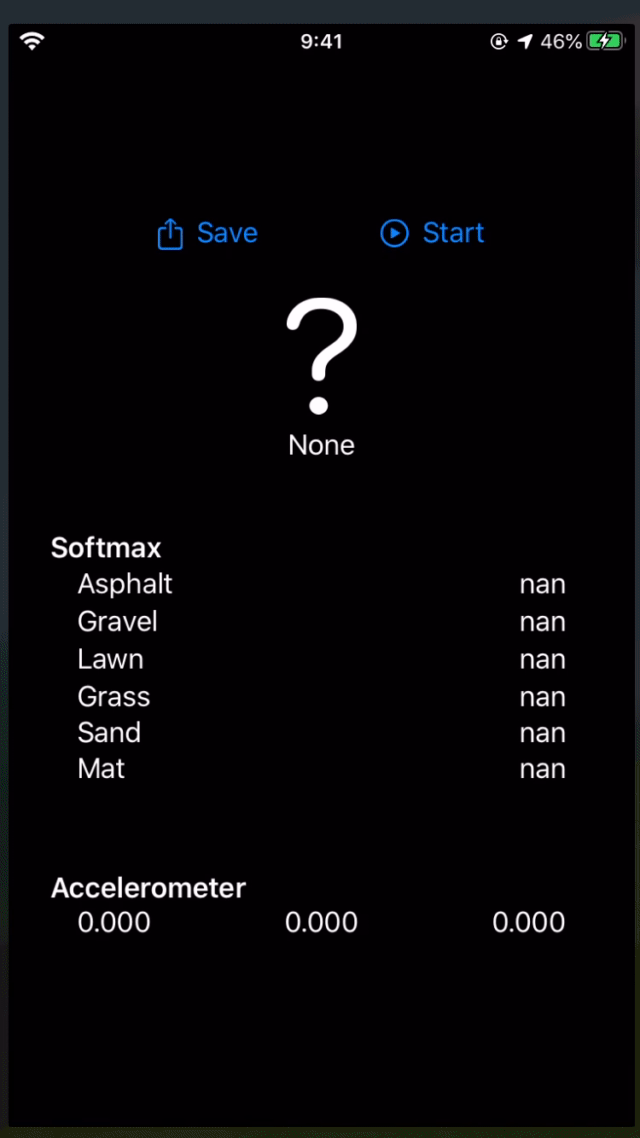 9:41 46%
Save Start
?
None
Softmax
Asphalt nan
Gravel nan
Lawn nan
Grass nan
Sand nan
Mat nan
Accelerometer
0.000 0.000 0.000